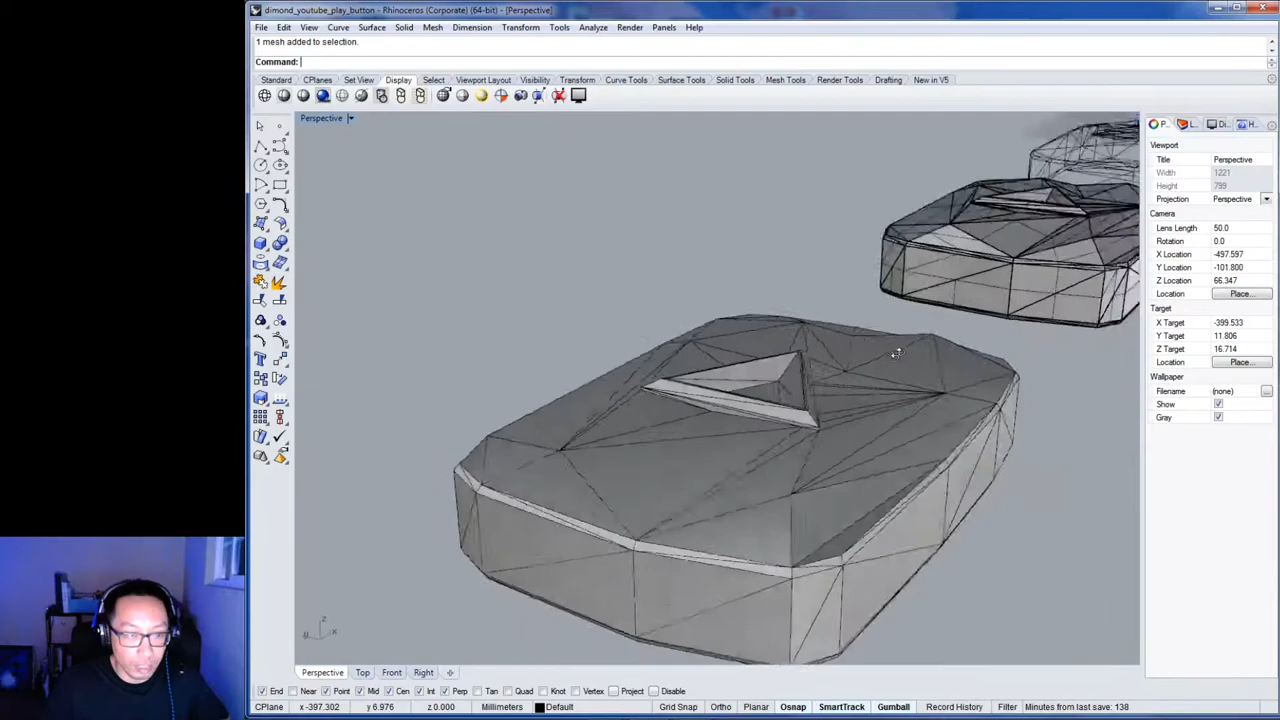 dimond_youtube_play_button - Rhinoceros (Corporate) (64-bit) - [Perspective]
File Edit View Curve Surface Solid Mesh Dimension Transform Tools Analyze Render Panels Help
1 mesh added to selection.
Command:
Standard CPlanes Set View Display Select Viewport Layout Visibility Transform Curve Tools Surface Tools Solid Tools Mesh Tools Render Tools Drafting New in V5
Perspective
P... L... Di... H...
Viewport
Title Perspective
Width 1221
Height 799
Projection Perspective
Camera
Lens Length 50.0
Rotation 0.0
X Location -497.597
Y Location -101.800
Z Location 66.347
Location Place...
Target
X Target -399.533
Y Target 11.806
Z Target 16.714
Location Place...
Wallpaper
Filename (none)
Show
Gray
z
y x
Perspective Top Front Right
End Near Point Mid Cen Int Perp Tan Quad Knot Vertex Project Disable
CPlane x -397.302 y 6.976 z 0.000 Millimeters Default Grid Snap Ortho Planar Osnap SmartTrack Gumball Record History Filter Minutes from last save: 138